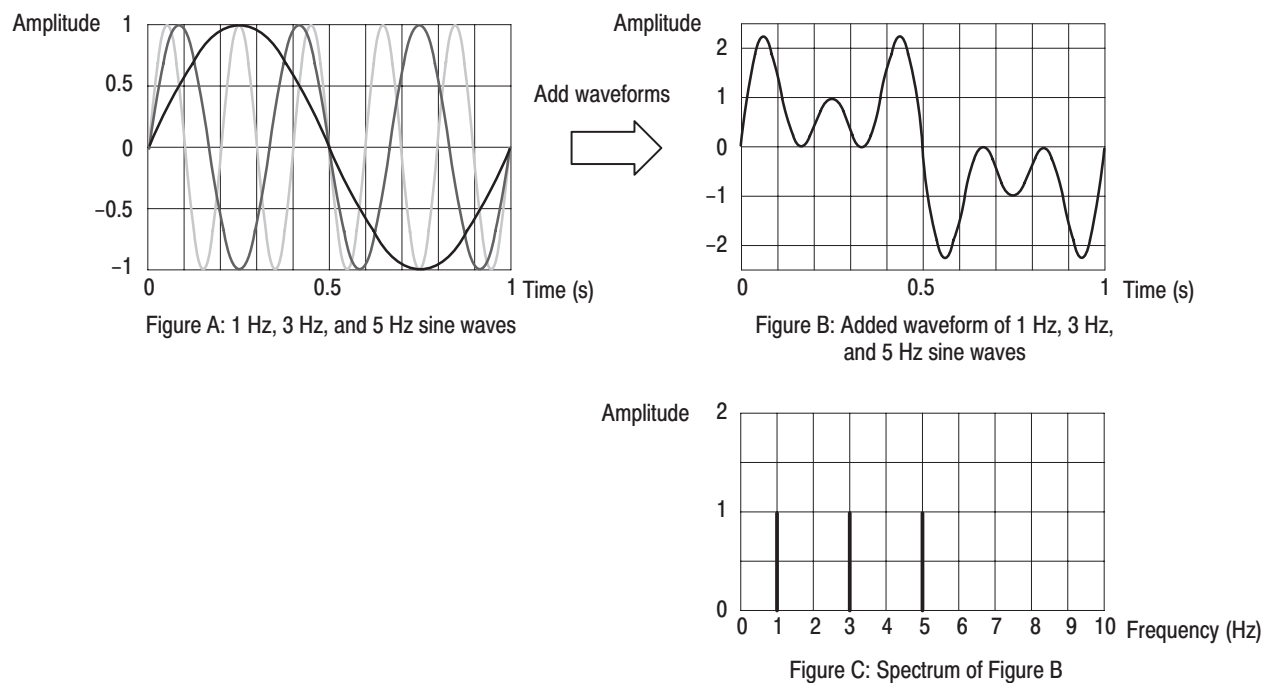 Amplitude
1
0.5
0
−0.5
−1
0
0.5
1
Time (s)
Figure A: 1 Hz, 3 Hz, and 5 Hz sine waves
Add waveforms
Amplitude
2
1
0
−1
−2
0
0.5
1
Time (s)
Figure B: Added waveform of 1 Hz, 3 Hz,
and 5 Hz sine waves
Amplitude
2
1
0
0 1 2 3 4 5 6 7 8 9 10
Frequency (Hz)
Figure C: Spectrum of Figure B